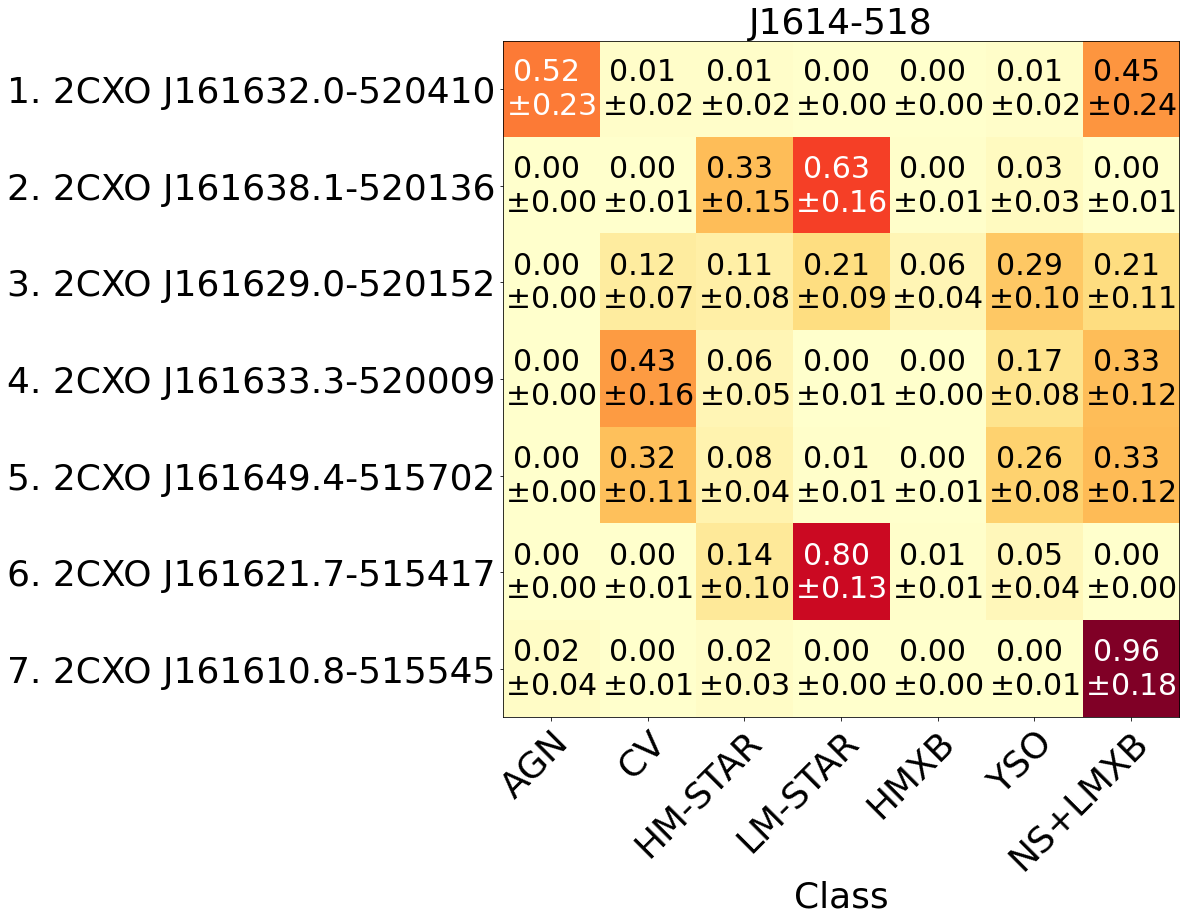 J1614-518
1. 2CXO J161632.0-520410 0.52 0.01 0.01 0.00 0.00 0.01 0.45
±0.23 ±0.02 ±0.02 ±0.00 ±0.00 ±0.02 ±0.24
2. 2CXO J161638.1-520136 0.00 0.00 0.33 0.63 0.00 0.03 0.00
±0.00 ±0.01 ±0.15 ±0.16 ±0.01 ±0.03 ±0.01
3. 2CXO J161629.0-520152 0.00 0.12 0.11 0.21 0.06 0.29 0.21
±0.00 ±0.07 ±0.08 ±0.09 ±0.04 ±0.10 ±0.11
4. 2CXO J161633.3-520009 0.00 0.43 0.06 0.00 0.00 0.17 0.33
±0.00 ±0.16 ±0.05 ±0.01 ±0.00 ±0.08 ±0.12
5. 2CXO J161649.4-515702 0.00 0.32 0.08 0.01 0.00 0.26 0.33
±0.00 ±0.11 ±0.04 ±0.01 ±0.01 ±0.08 ±0.12
6. 2CXO J161621.7-515417 0.00 0.00 0.14 0.80 0.01 0.05 0.00
±0.00 ±0.01 ±0.10 ±0.13 ±0.01 ±0.04 ±0.00
7. 2CXO J161610.8-515545 0.02 0.00 0.02 0.00 0.00 0.00 0.96
±0.04 ±0.01 ±0.03 ±0.00 ±0.00 ±0.01 ±0.18
AGN CV HM-STAR LM-STAR HMXB YSO NS+LMXB
Class